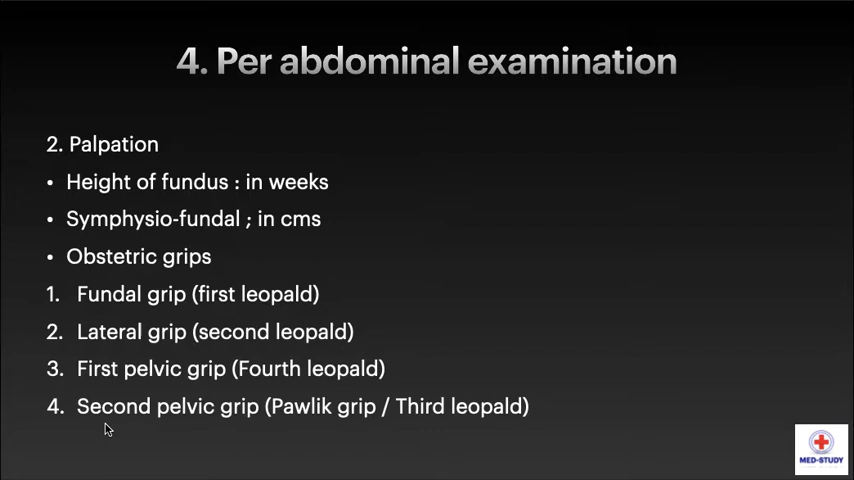 4. Per abdominal examination
2. Palpation
• Height of fundus : in weeks
• Symphysio-fundal ; in cms
• Obstetric grips
1. Fundal grip (first leopald)
2. Lateral grip (second leopald)
3. First pelvic grip (Fourth leopald)
4. Second pelvic grip (Pawlik grip / Third leopald)
MED-STUDY